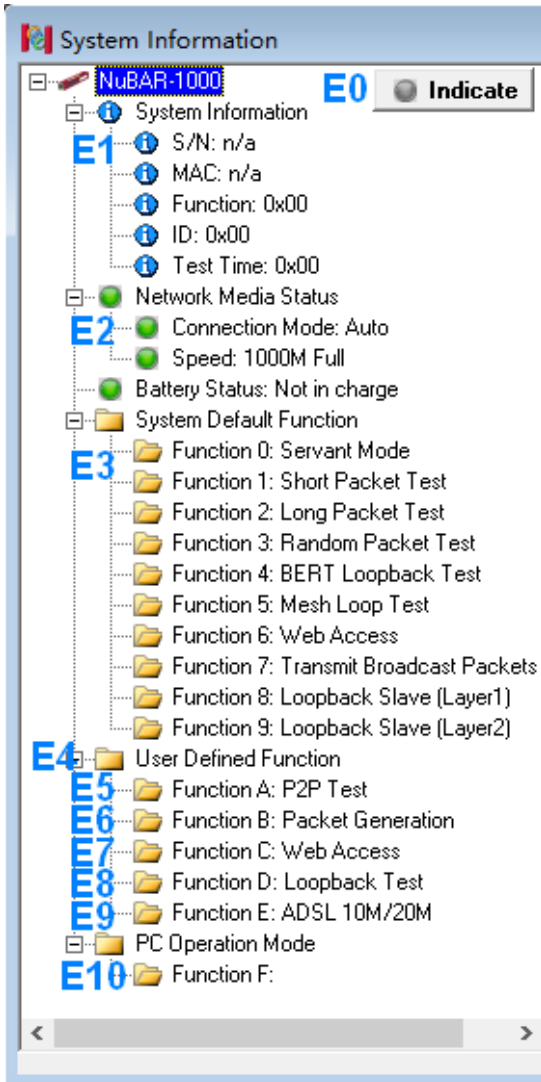 System Information
NuBAR-1000 E0 Indicate
System Information
E1 S/N: n/a
MAC: n/a
Function: 0x00
ID: 0x00
Test Time: 0x00
Network Media Status
E2 Connection Mode: Auto
Speed: 1000M Full
Battery Status: Not in charge
System Default Function
E3 Function 0: Servant Mode
Function 1: Short Packet Test
Function 2: Long Packet Test
Function 3: Random Packet Test
Function 4: BERT Loopback Test
Function 5: Mesh Loop Test
Function 6: Web Access
Function 7: Transmit Broadcast Packets
Function 8: Loopback Slave (Layer1)
Function 9: Loopback Slave (Layer2)
E4 User Defined Function
E5 Function A: P2P Test
E6 Function B: Packet Generation
E7 Function C: Web Access
E8 Function D: Loopback Test
E9 Function E: ADSL 10M/20M
PC Operation Mode
E10 Function F: